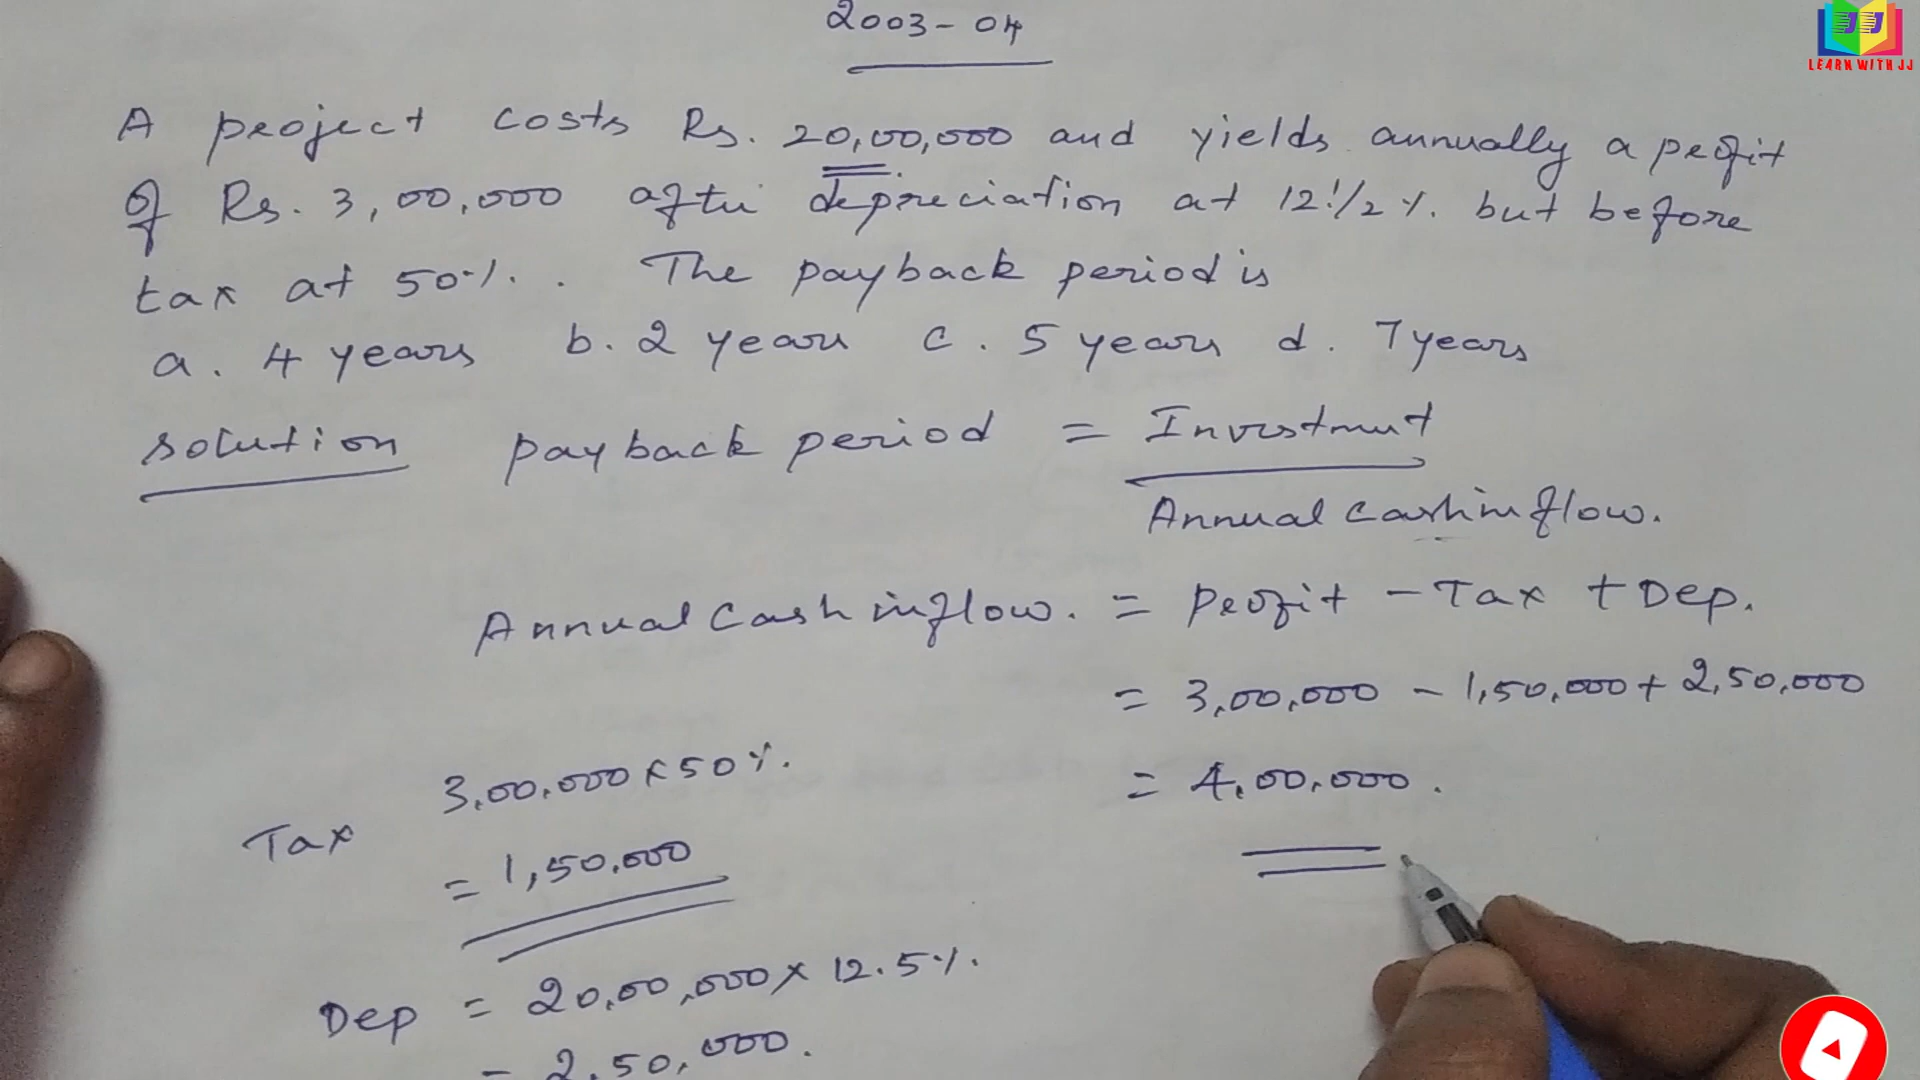 2003-04
LEARN WITH JJ
A project costs Rs. 20,00,000 and yields annually a profit
of Rs. 3,00,000 after depreciation at 12 1/2 %. but before
tax at 50%. . The payback period is
a. 4 years b. 2 years c. 5 years d. 7 years
solution payback period = Investment
Annual cash inflow.
Annual Cash inflow. = Profit - Tax + Dep.
= 3,00,000 - 1,50,000 + 2,50,000
= 4,00,000.
Tax 3,00,000 x 50%.
= 1,50,000
Dep = 20,00,000 x 12.5%.
= 2,50,000.